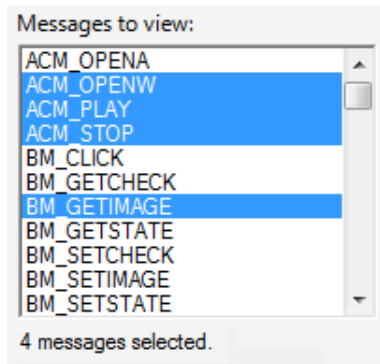 Messages to view:
ACM_OPENA
ACM_OPENW
ACM_PLAY
ACM_STOP
BM_CLICK
BM_GETCHECK
BM_GETIMAGE
BM_GETSTATE
BM_SETCHECK
BM_SETIMAGE
BM_SETSTATE
4 messages selected.